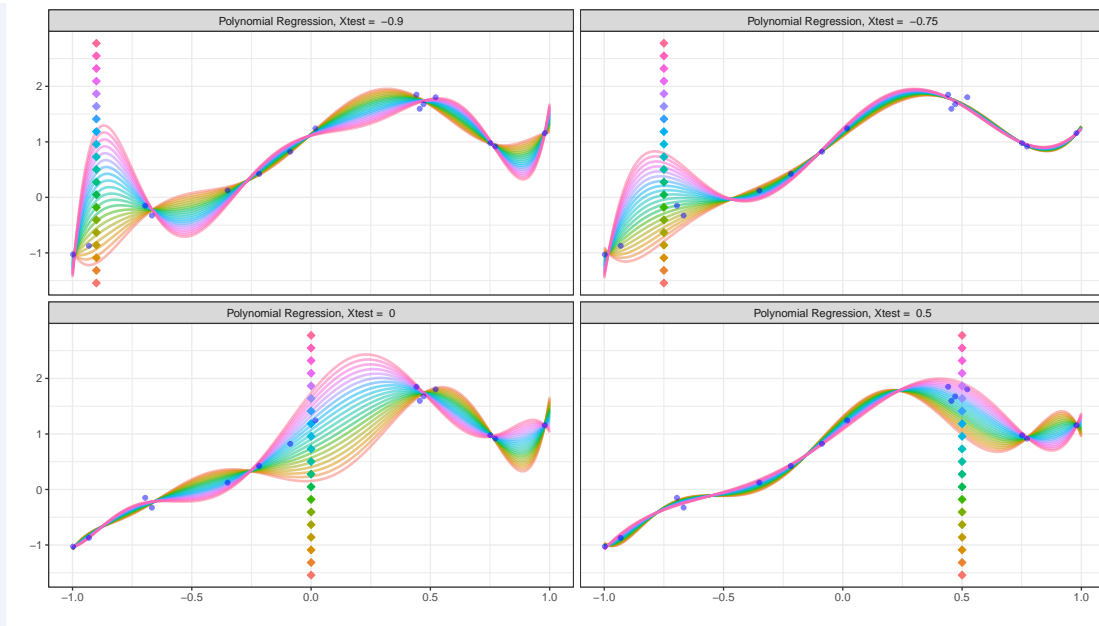 Polynomial Regression, Xtest = −0.9
Polynomial Regression, Xtest = −0.75
2
1
0
−1
Polynomial Regression, Xtest = 0
Polynomial Regression, Xtest = 0.5
2
1
0
−1
−1.0 −0.5 0.0 0.5 1.0
−1.0 −0.5 0.0 0.5 1.0